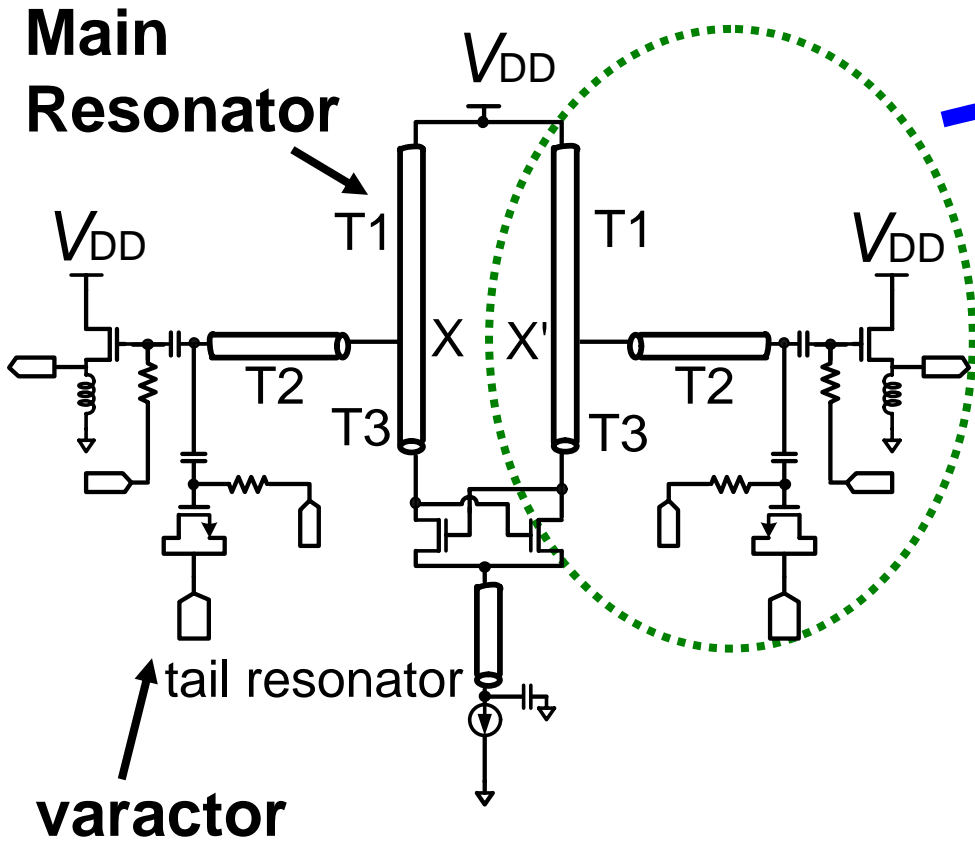 Main
Resonator
VDD
T1
T1
VDD
VDD
X
X'
T2
T2
T3
T3
tail resonator
varactor